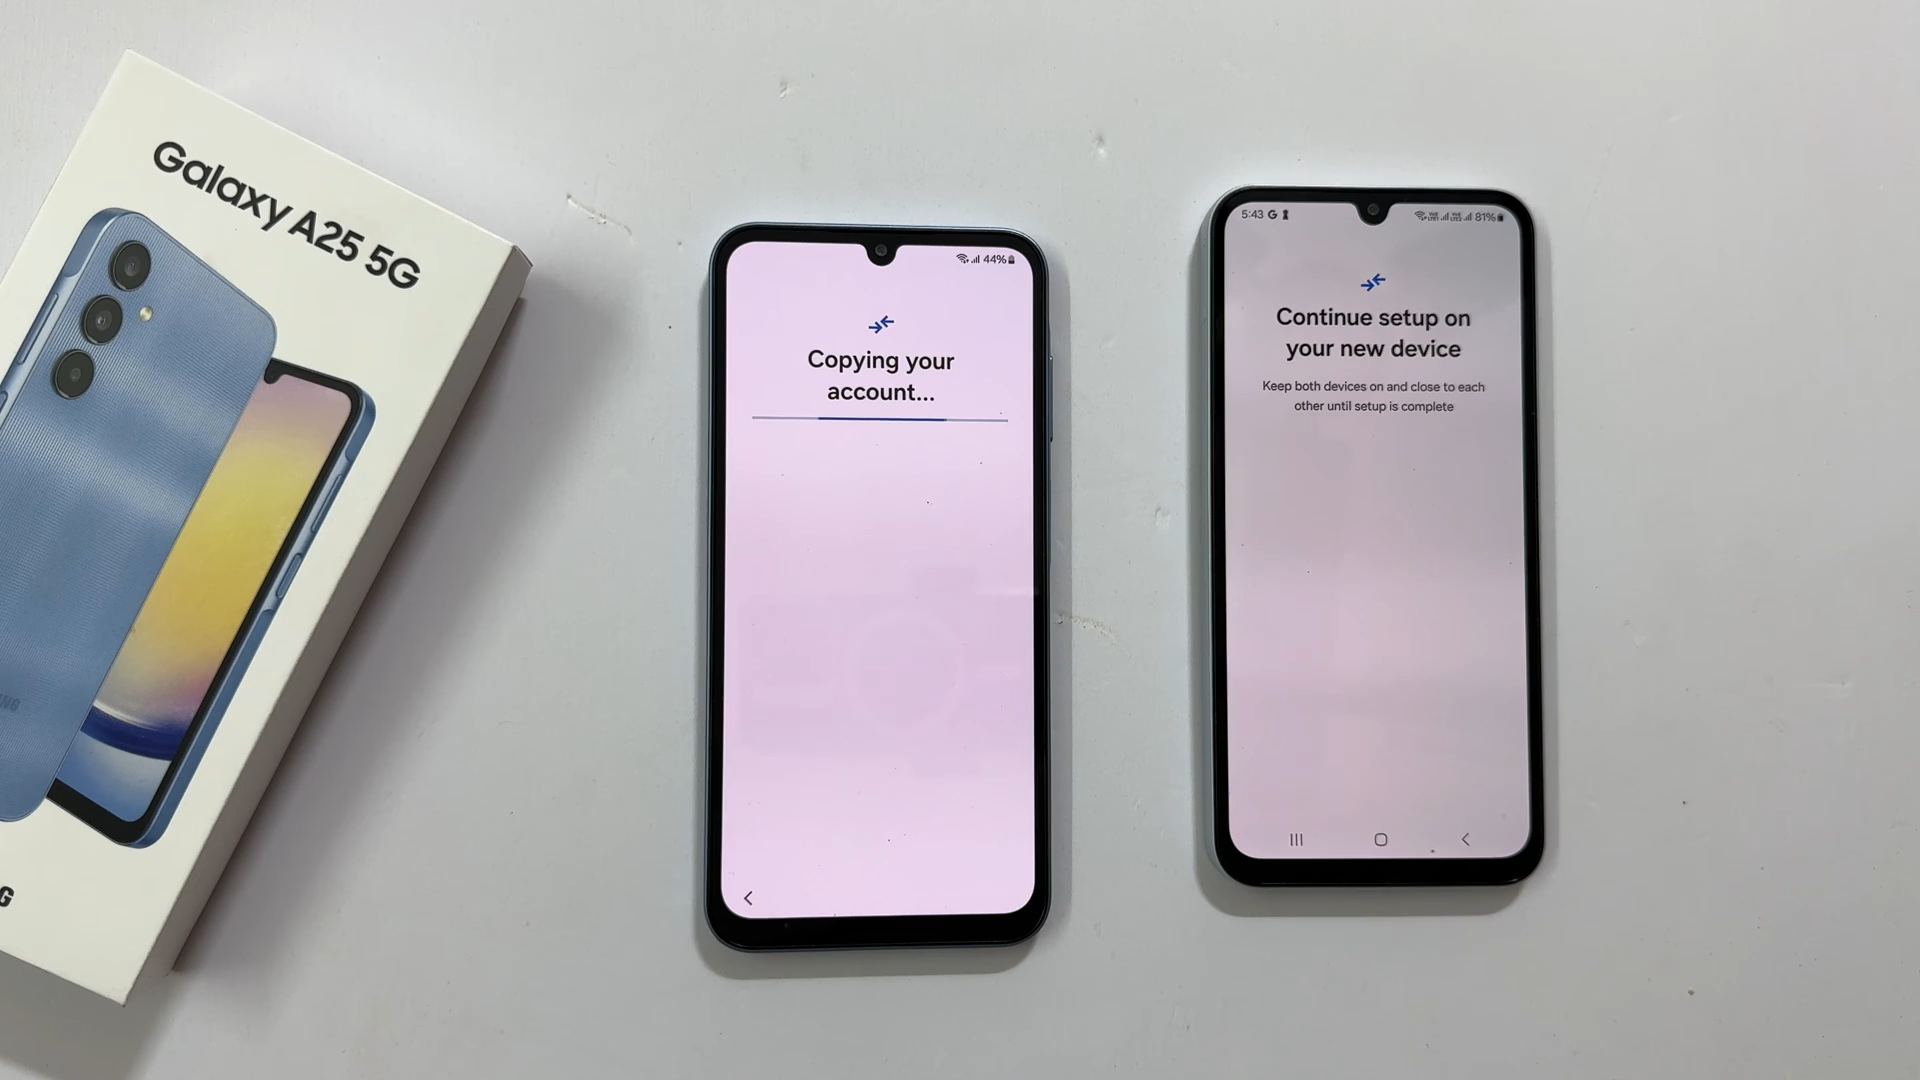 Galaxy A25 5G
44%
Copying your
account...
5:43 G
81%
Continue setup on
your new device
Keep both devices on and close to each
other until setup is complete